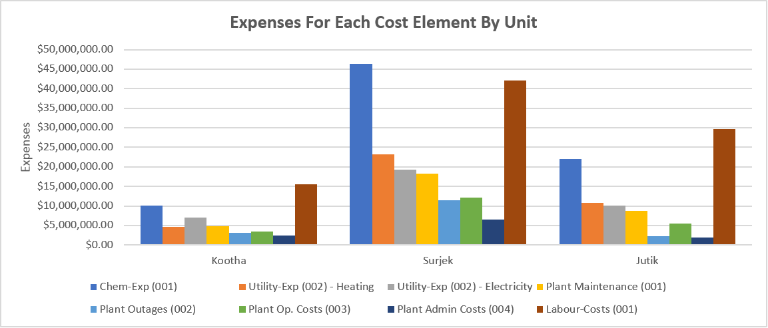 Expenses For Each Cost Element By Unit
$50,000,000.00
$45,000,000.00
$40,000,000.00
$35,000,000.00
$30,000,000.00
$25,000,000.00
$20,000,000.00
$15,000,000.00
$10,000,000.00
$5,000,000.00
$0.00
Expenses
Kootha Surjek Jutik
Chem-Exp (001) Utility-Exp (002) - Heating Utility-Exp (002) - Electricity Plant Maintenance (001)
Plant Outages (002) Plant Op. Costs (003) Plant Admin Costs (004) Labour-Costs (001)